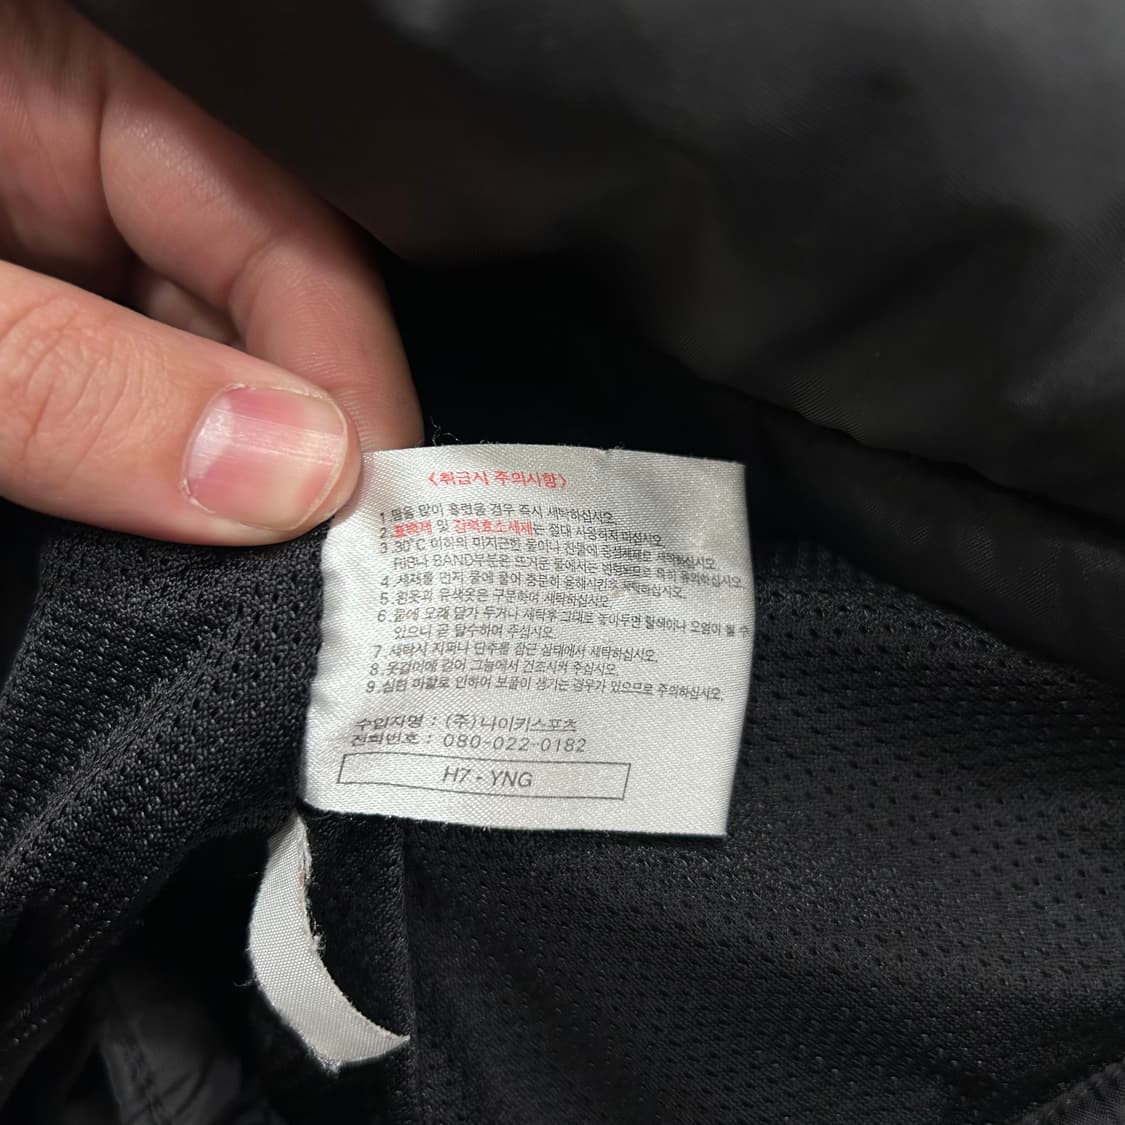 〈취급시 주의사항〉
1.땀을 많이 흘렸을 경우 즉시 세탁하십시오.
2.표백제 및 강력효소세제는 절대 사용하지 마십시오
3.30°C 이하의 미지근한 물이나 찬물에 중성세제로 세탁하십시오.
RIB나 BAND부분은 뜨거운 물에서는 변형되므로 특히 유의하십시오.
4.세제를 먼저 물에 풀어 충분히 용해시킨후 세탁하십시오.
5.흰옷과 유색옷은 구분하여 세탁하십시오
6.물에 오래 담가 두거나 세탁후 그대로 놓아두면 탈색이나 오염이 될 수
있으니 곧 탈수하여 주십시오
7.세탁시 지퍼나 단추를 잠근 상태에서 세탁하십시오.
8.옷걸이에 걸어 그늘에서 건조시켜 주십시오.
9.심한 마찰로 인하여 보풀이 생기는 경우가 있으므로 주의하십시오.
수입자명 : (주)나이키스포츠
전화번호 : 080-022-0182
H7 - YNG